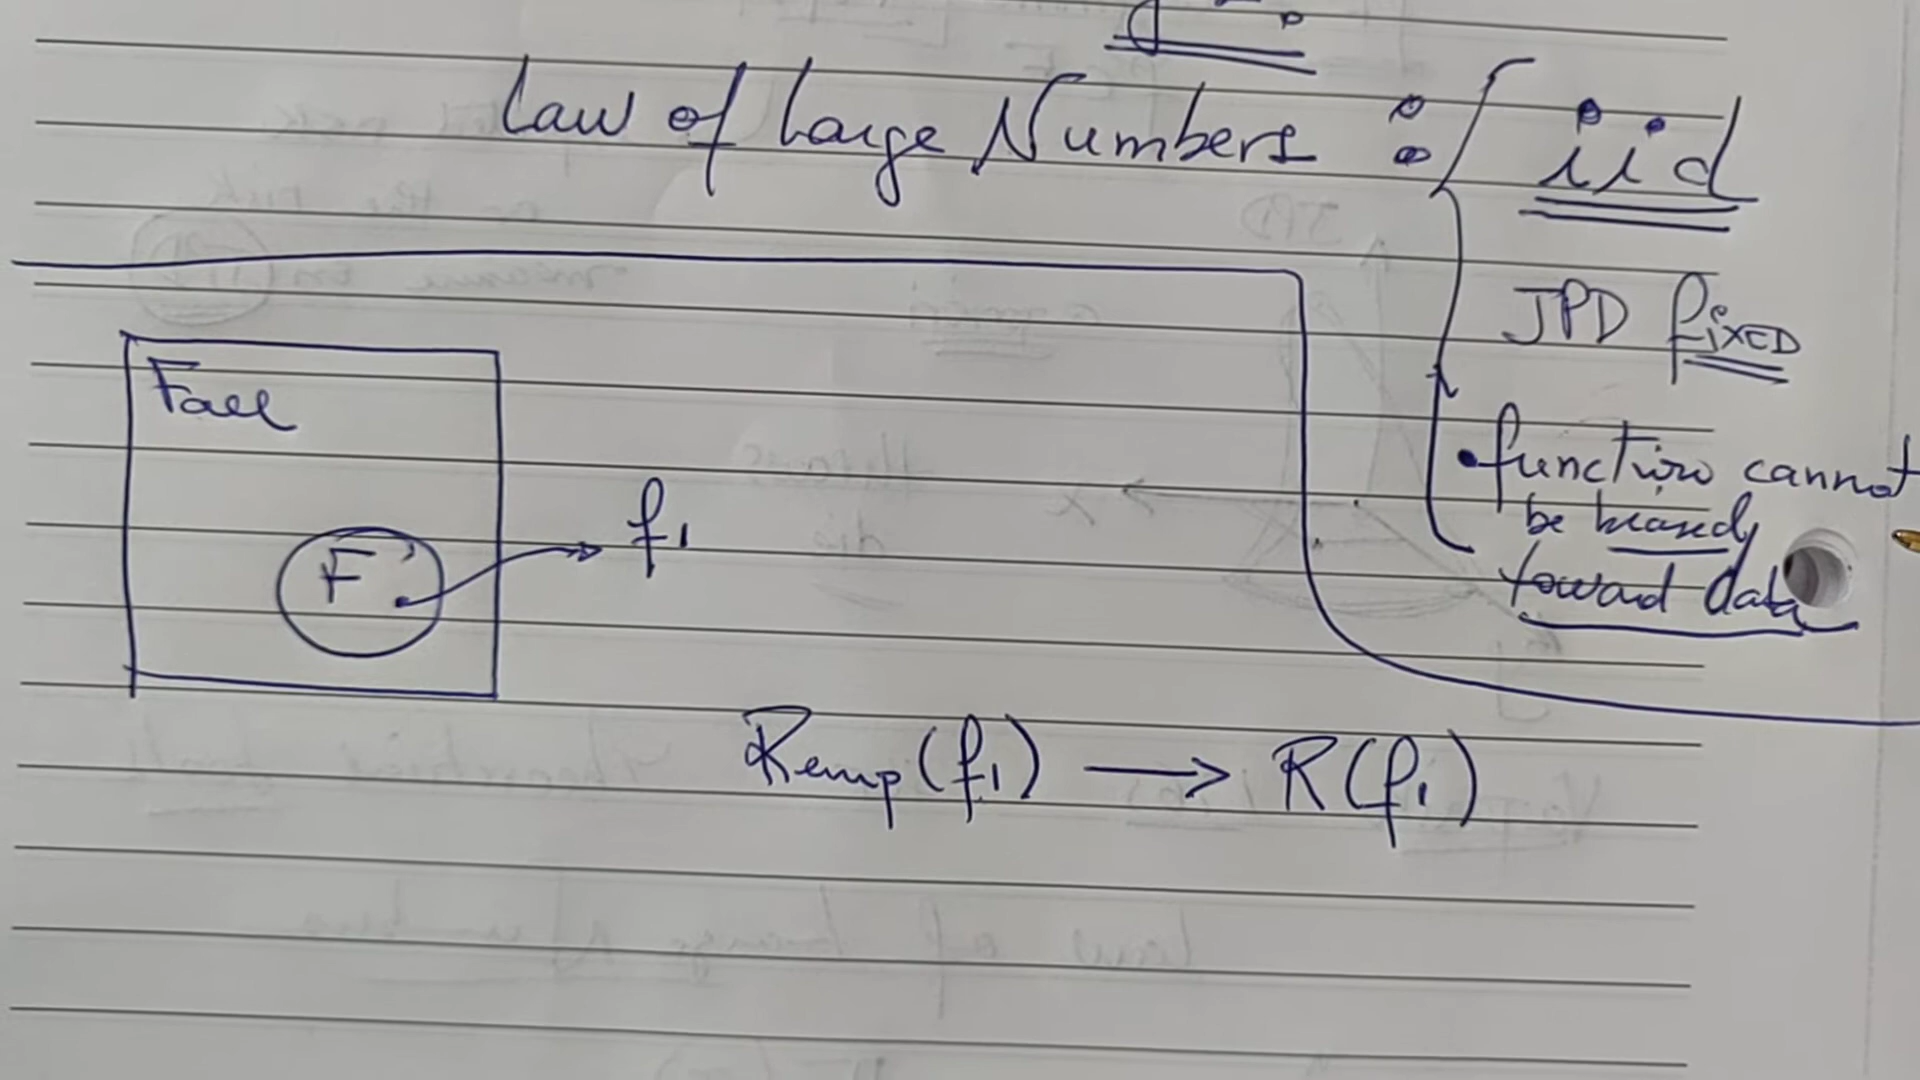 Law of Large Numbers :
iid
JPD fixED
• function cannot
be biased
toward data
Fall
F'
f1
Remp(f1) → R(f1)